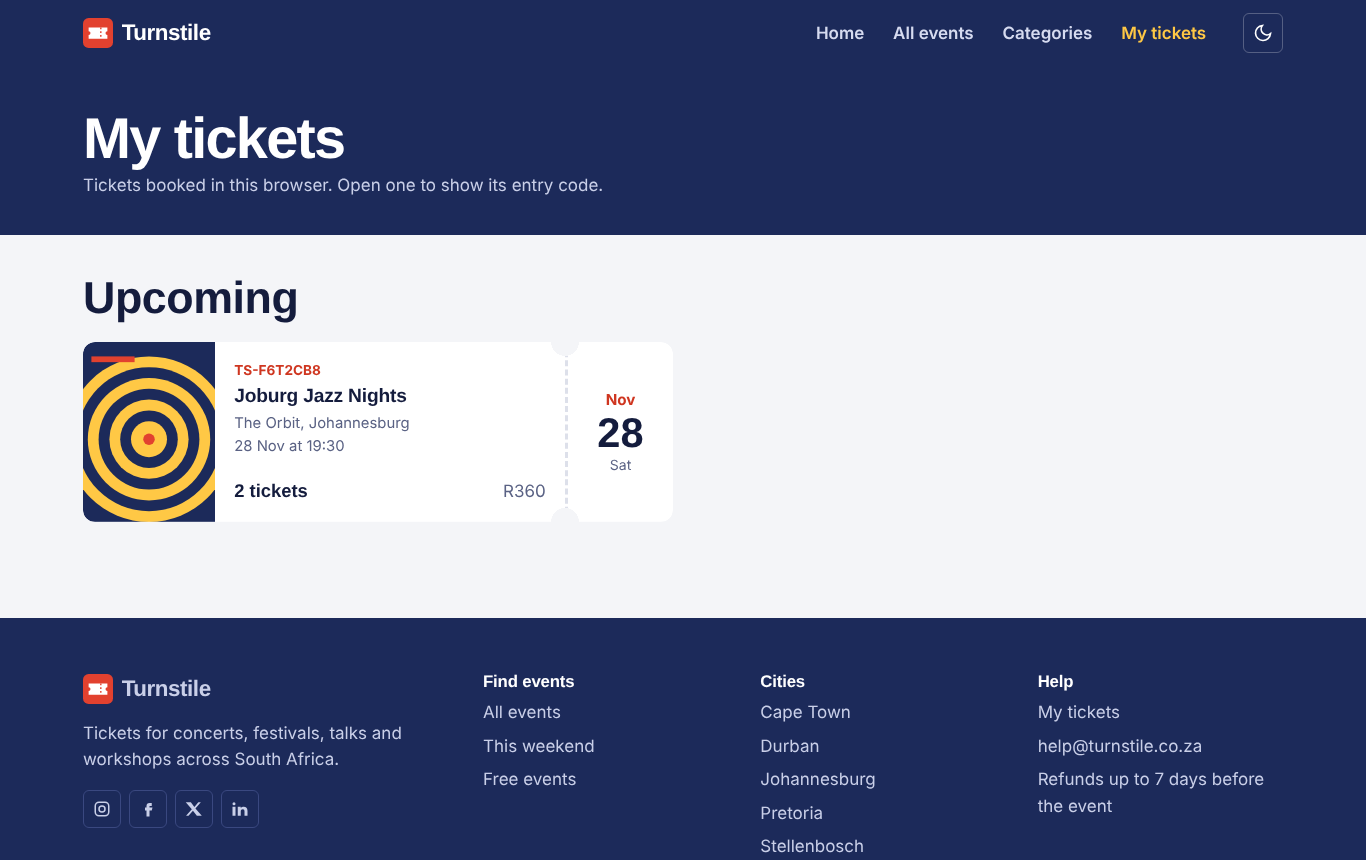 Turnstile
Home
All events
Categories
My tickets
My tickets
Tickets booked in this browser. Open one to show its entry code.
Upcoming
TS-F6T2CB8
Joburg Jazz Nights
The Orbit, Johannesburg
28 Nov at 19:30
2 tickets
R360
Nov
28
Sat
Turnstile
Tickets for concerts, festivals, talks and
workshops across South Africa.
Find events
All events
This weekend
Free events
Cities
Cape Town
Durban
Johannesburg
Pretoria
Stellenbosch
Help
My tickets
help@turnstile.co.za
Refunds up to 7 days before
the event